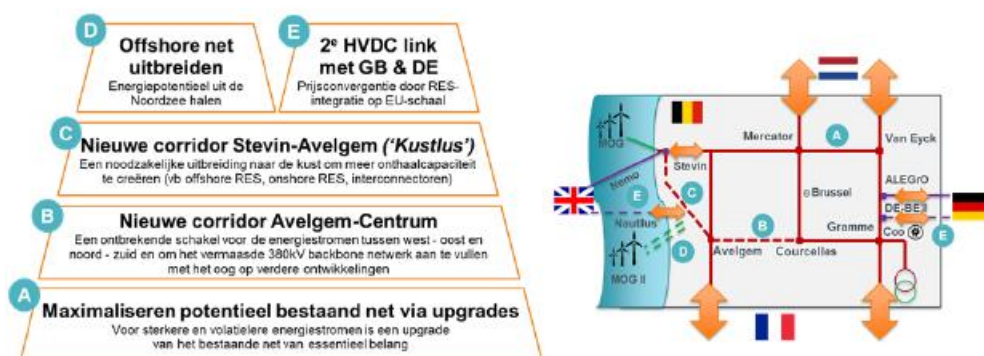 D
Offshore net
uitbreiden
Energiepotentieel uit de
Noordzee halen
E
2e HVDC link
met GB & DE
Prijsconvergentie door RES-
integratie op EU-schaal
C
Nieuwe corridor Stevin-Avelgem ('Kustlus')
Een noodzakelijke uitbreiding naar de kust om meer onthaalcapaciteit
te creëren (vb offshore RES, onshore RES, interconnectoren)
B
Nieuwe corridor Avelgem-Centrum
Een ontbrekende schakel voor de energiestromen tussen west - oost en
noord - zuid en om het vermaasde 380kV backbone netwerk aan te vullen
met het oog op verdere ontwikkelingen
A
Maximaliseren potentieel bestaand net via upgrades
Voor sterkere en volatielere energiestromen is een upgrade
van het bestaande net van essentieel belang
MOG
Mercator
A
Van Eyck
Stevin
Nemo
C
Brussel
ALEGrO
E
Nautilus
DE-BE II
Gramme
Coo
E
B
D
MOG II
Avelgem
Courcelles